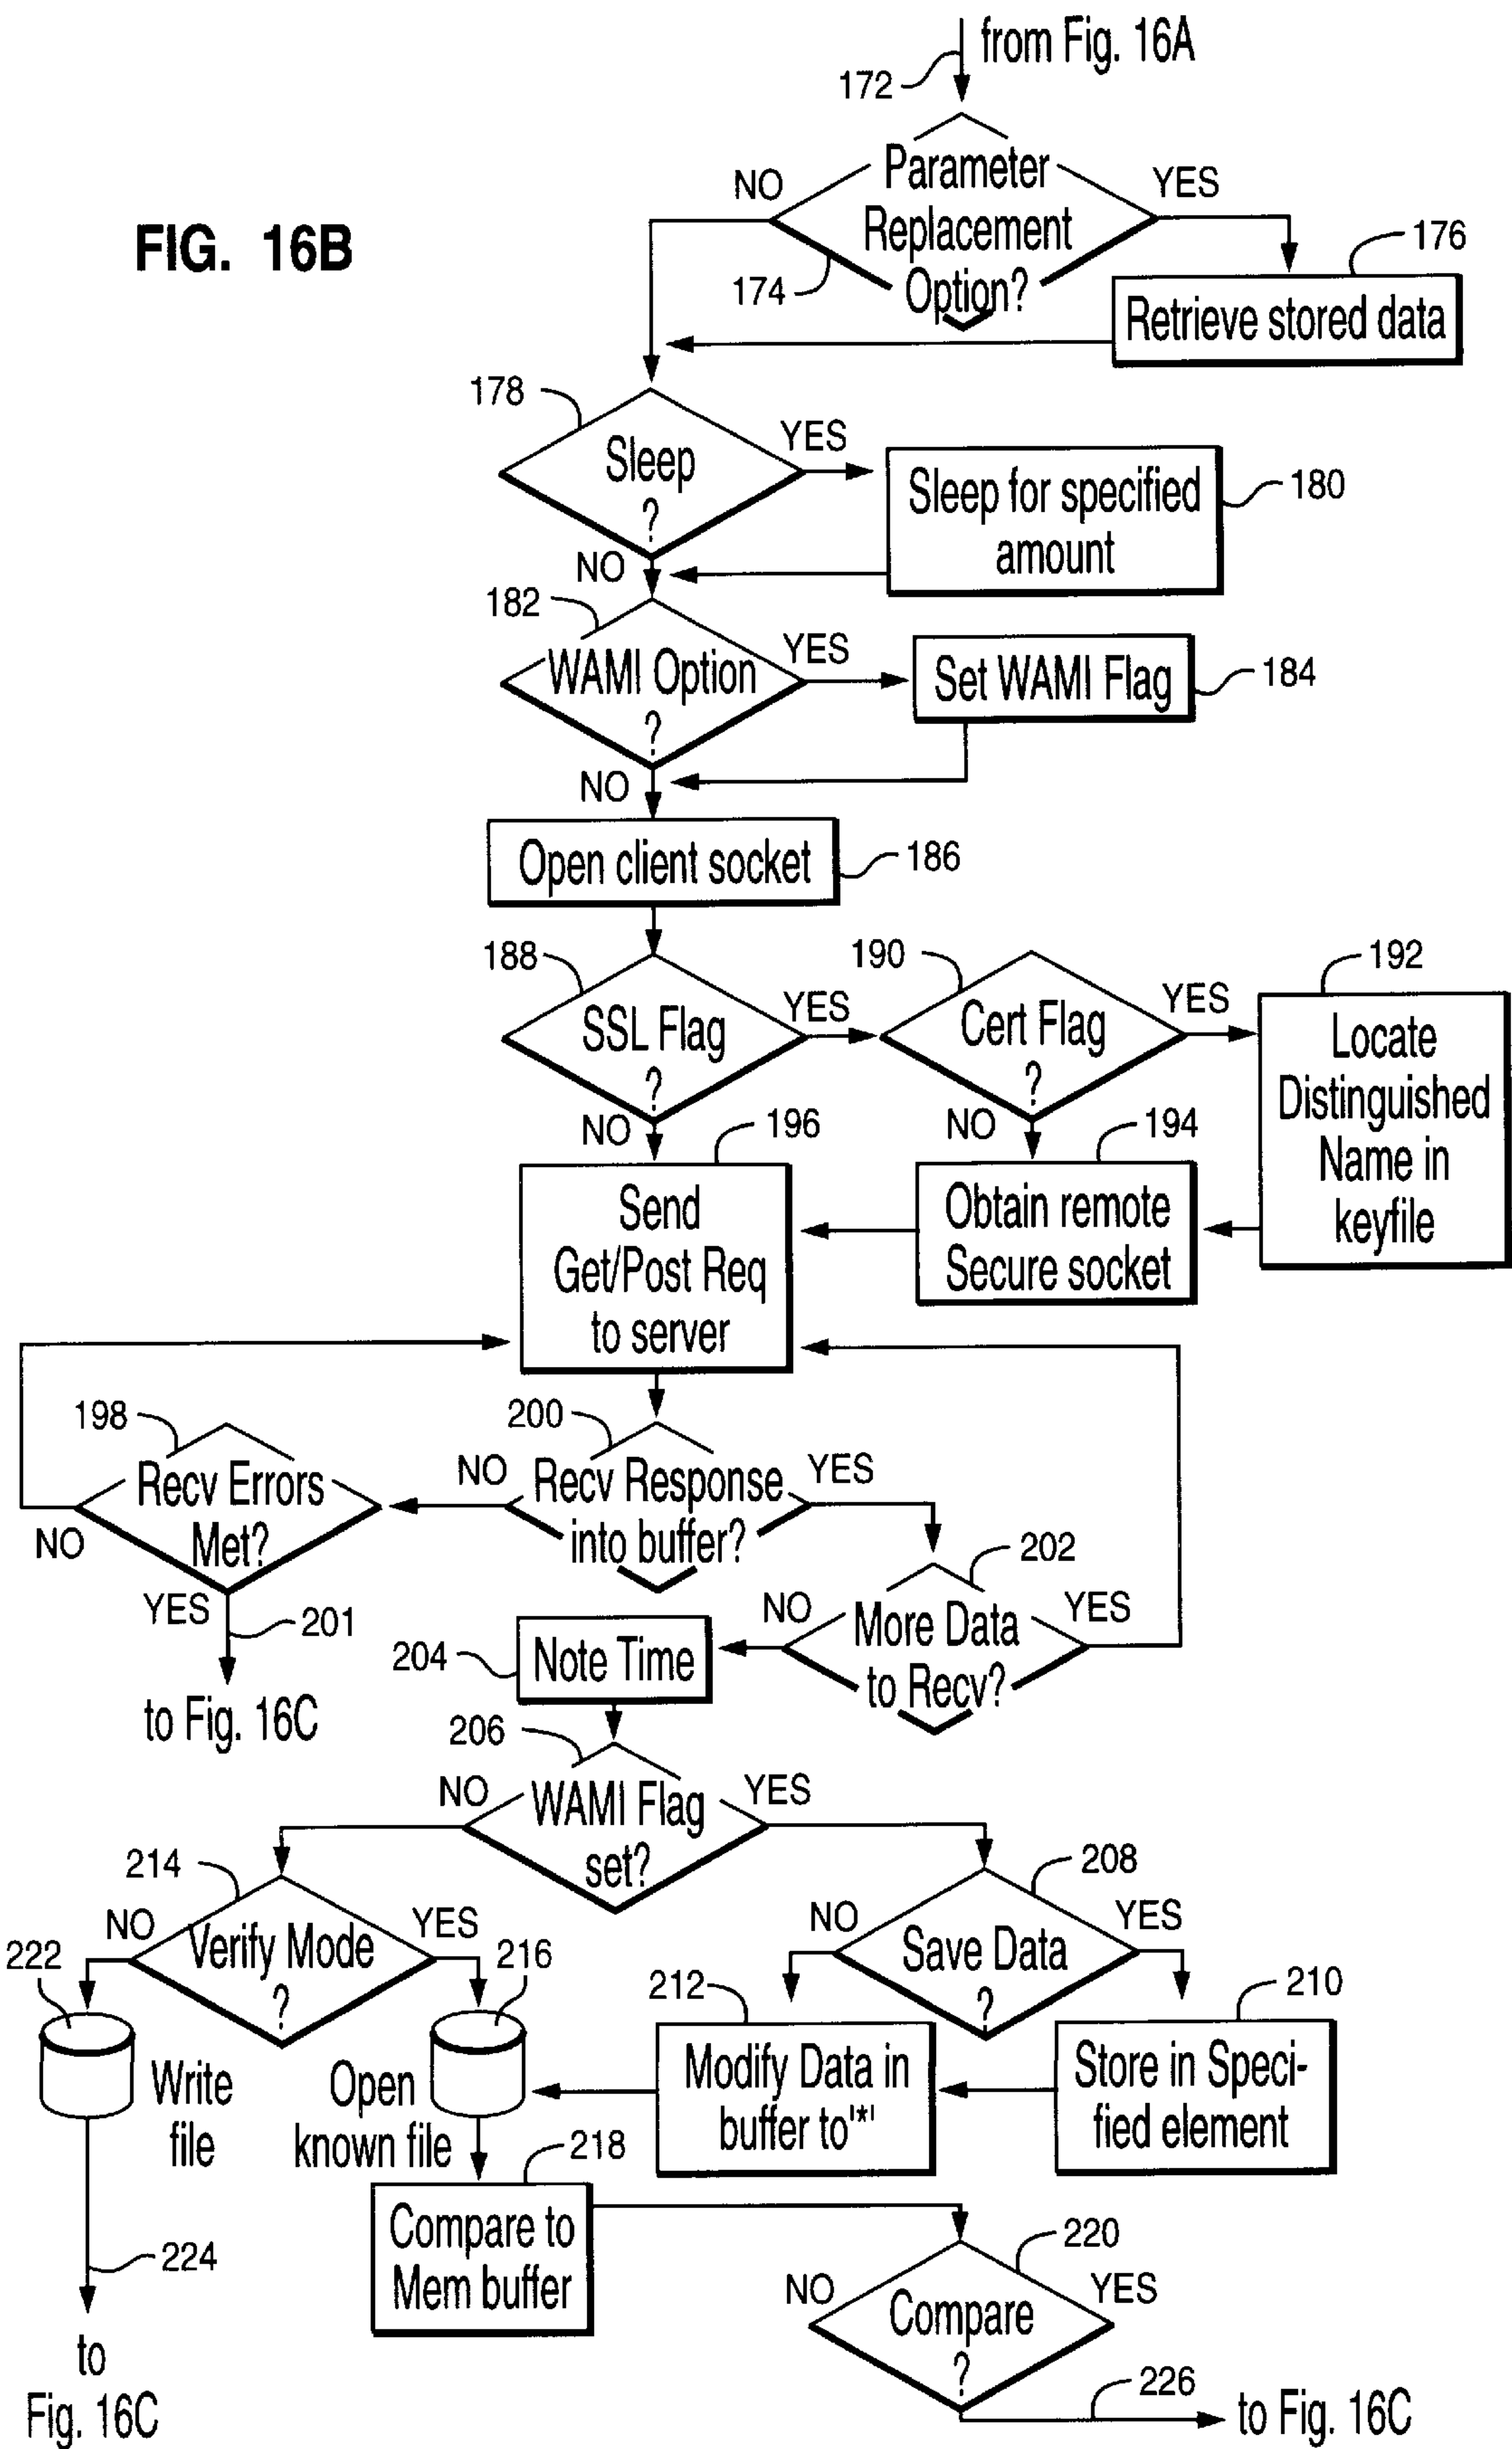 from Fig. 16A
172
FIG. 16B
NO
Parameter
Replacement
Option?
YES
174
176
Retrieve stored data
178
Sleep
?
YES
NO
Sleep for specified
amount
180
182
WAMI Option
?
YES
NO
Set WAMI Flag
184
Open client socket
186
188
SSL Flag
?
YES
NO
190
Cert Flag
?
YES
NO
192
Locate
Distinguished
Name in
keyfile
194
Obtain remote
Secure socket
196
Send
Get/Post Req
to server
198
Recv Errors
Met?
NO
YES
201
to Fig. 16C
200
NO
Recv Response
into buffer?
YES
202
NO
More Data
to Recv?
YES
204
Note Time
206
NO
WAMI Flag
set?
YES
214
NO
Verify Mode
?
YES
208
NO
Save Data
?
YES
222
Write
file
216
Open
known file
212
Modify Data in
buffer to'*'
210
Store in Speci-
fied element
218
Compare to
Mem buffer
224
to
Fig. 16C
220
NO
Compare
?
YES
226
to Fig. 16C